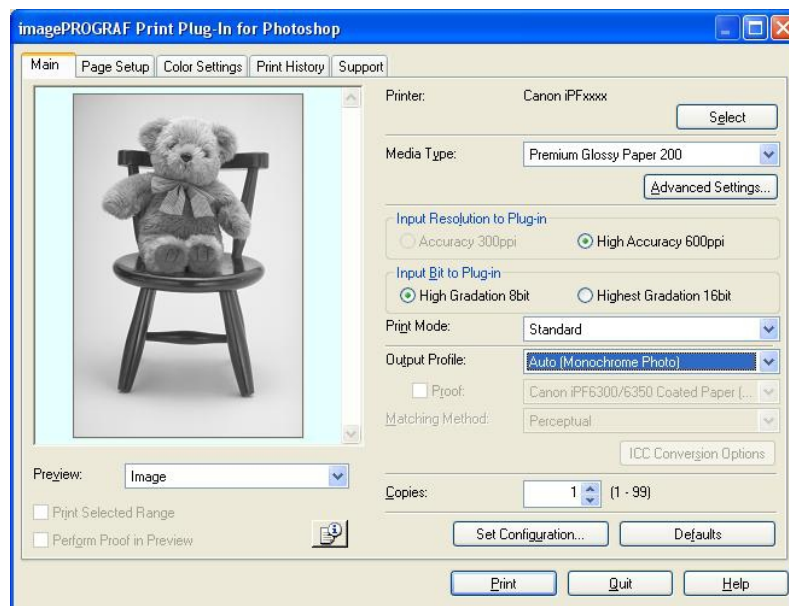 imagePROGRAF Print Plug-In for Photoshop
Main Page Setup Color Settings Print History Support
Printer: Canon iPFxxxx
Select
Media Type: Premium Glossy Paper 200
Advanced Settings...
Input Resolution to Plug-in
Accuracy 300ppi High Accuracy 600ppi
Input Bit to Plug-in
High Gradation 8bit Highest Gradation 16bit
Print Mode: Standard
Output Profile: Auto (Monochrome Photo)
Proof: Canon iPF6300/6350 Coated Paper (...
Matching Method: Perceptual
ICC Conversion Options
Preview: Image
Copies: 1 (1 - 99)
Print Selected Range
Perform Proof in Preview
Set Configuration... Defaults
Print Quit Help